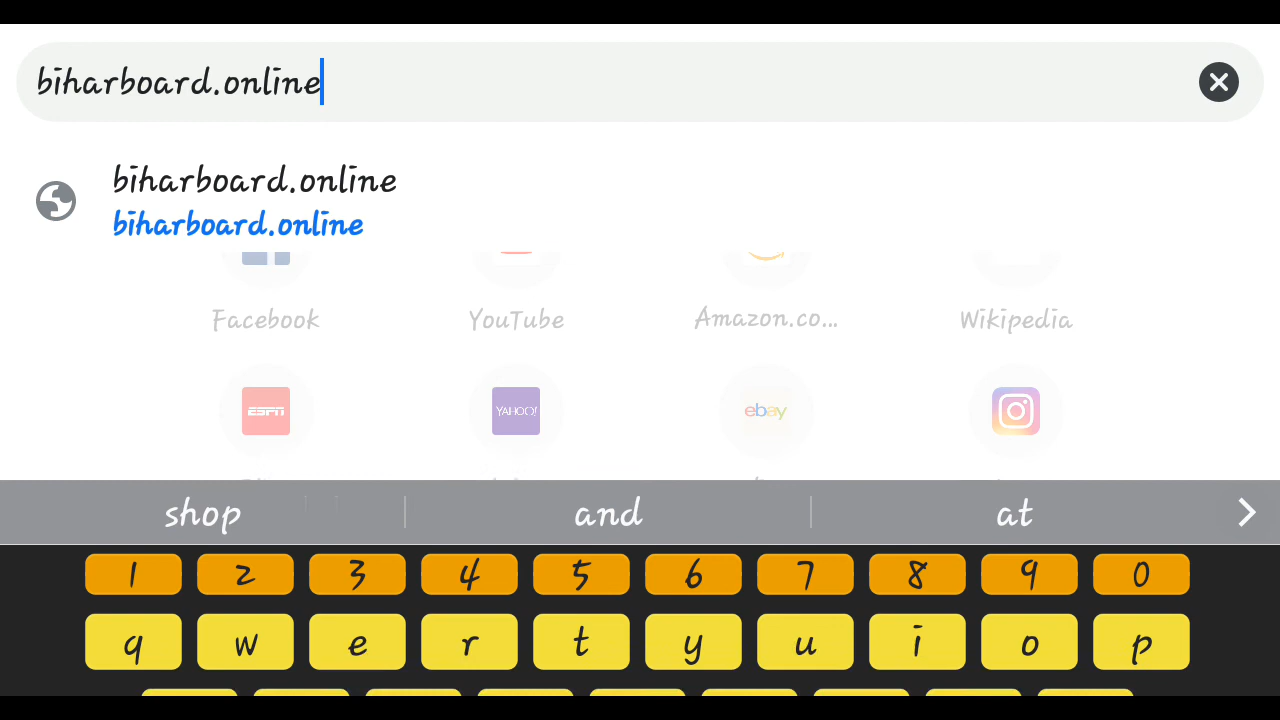 biharboard.online
biharboard.online
biharboard.online
Facebook YouTube Amazon.co... Wikipedia
ESPN YAHOO! ebay
shop and at
1 2 3 4 5 6 7 8 9 0
q w e r t y u i o p